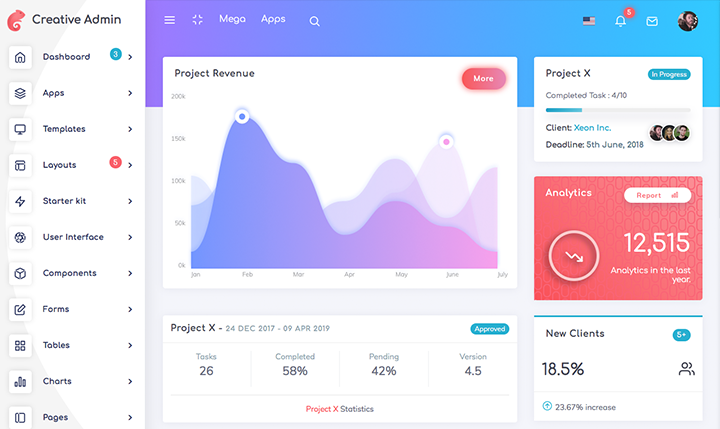 Creative Admin
Mega Apps
5
Dashboard 3
Apps
Templates
Layouts 5
Starter kit
User Interface
Components
Forms
Tables
Charts
Pages
Project Revenue
More
200k
150k
100k
50k
0k
Jan Feb Mar Apr May June July
Project X
In Progress
Completed Task : 4/10
Client: Xeon Inc.
Deadline: 5th June, 2018
Analytics
Report
12,515
Analytics in the last
year.
Project X - 24 DEC 2017 - 09 APR 2019
Approved
Tasks Completed Pending Version
26 58% 42% 4.5
Project X Statistics
New Clients
5+
18.5%
23.67% increase